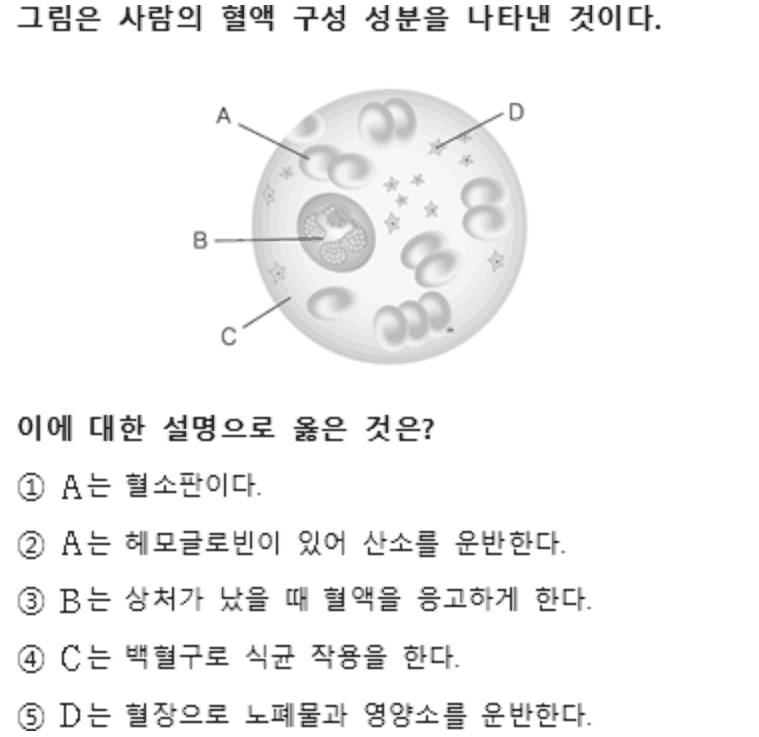 그림은 사람의 혈액 구성 성분을 나타낸 것이다.
A
D
B
C
이에 대한 설명으로 옳은 것은?
① A는 혈소판이다.
② A는 헤모글로빈이 있어 산소를 운반한다.
③ B는 상처가 났을 때 혈액을 응고하게 한다.
④ C는 백혈구로 식균 작용을 한다.
⑤ D는 혈장으로 노폐물과 영양소를 운반한다.